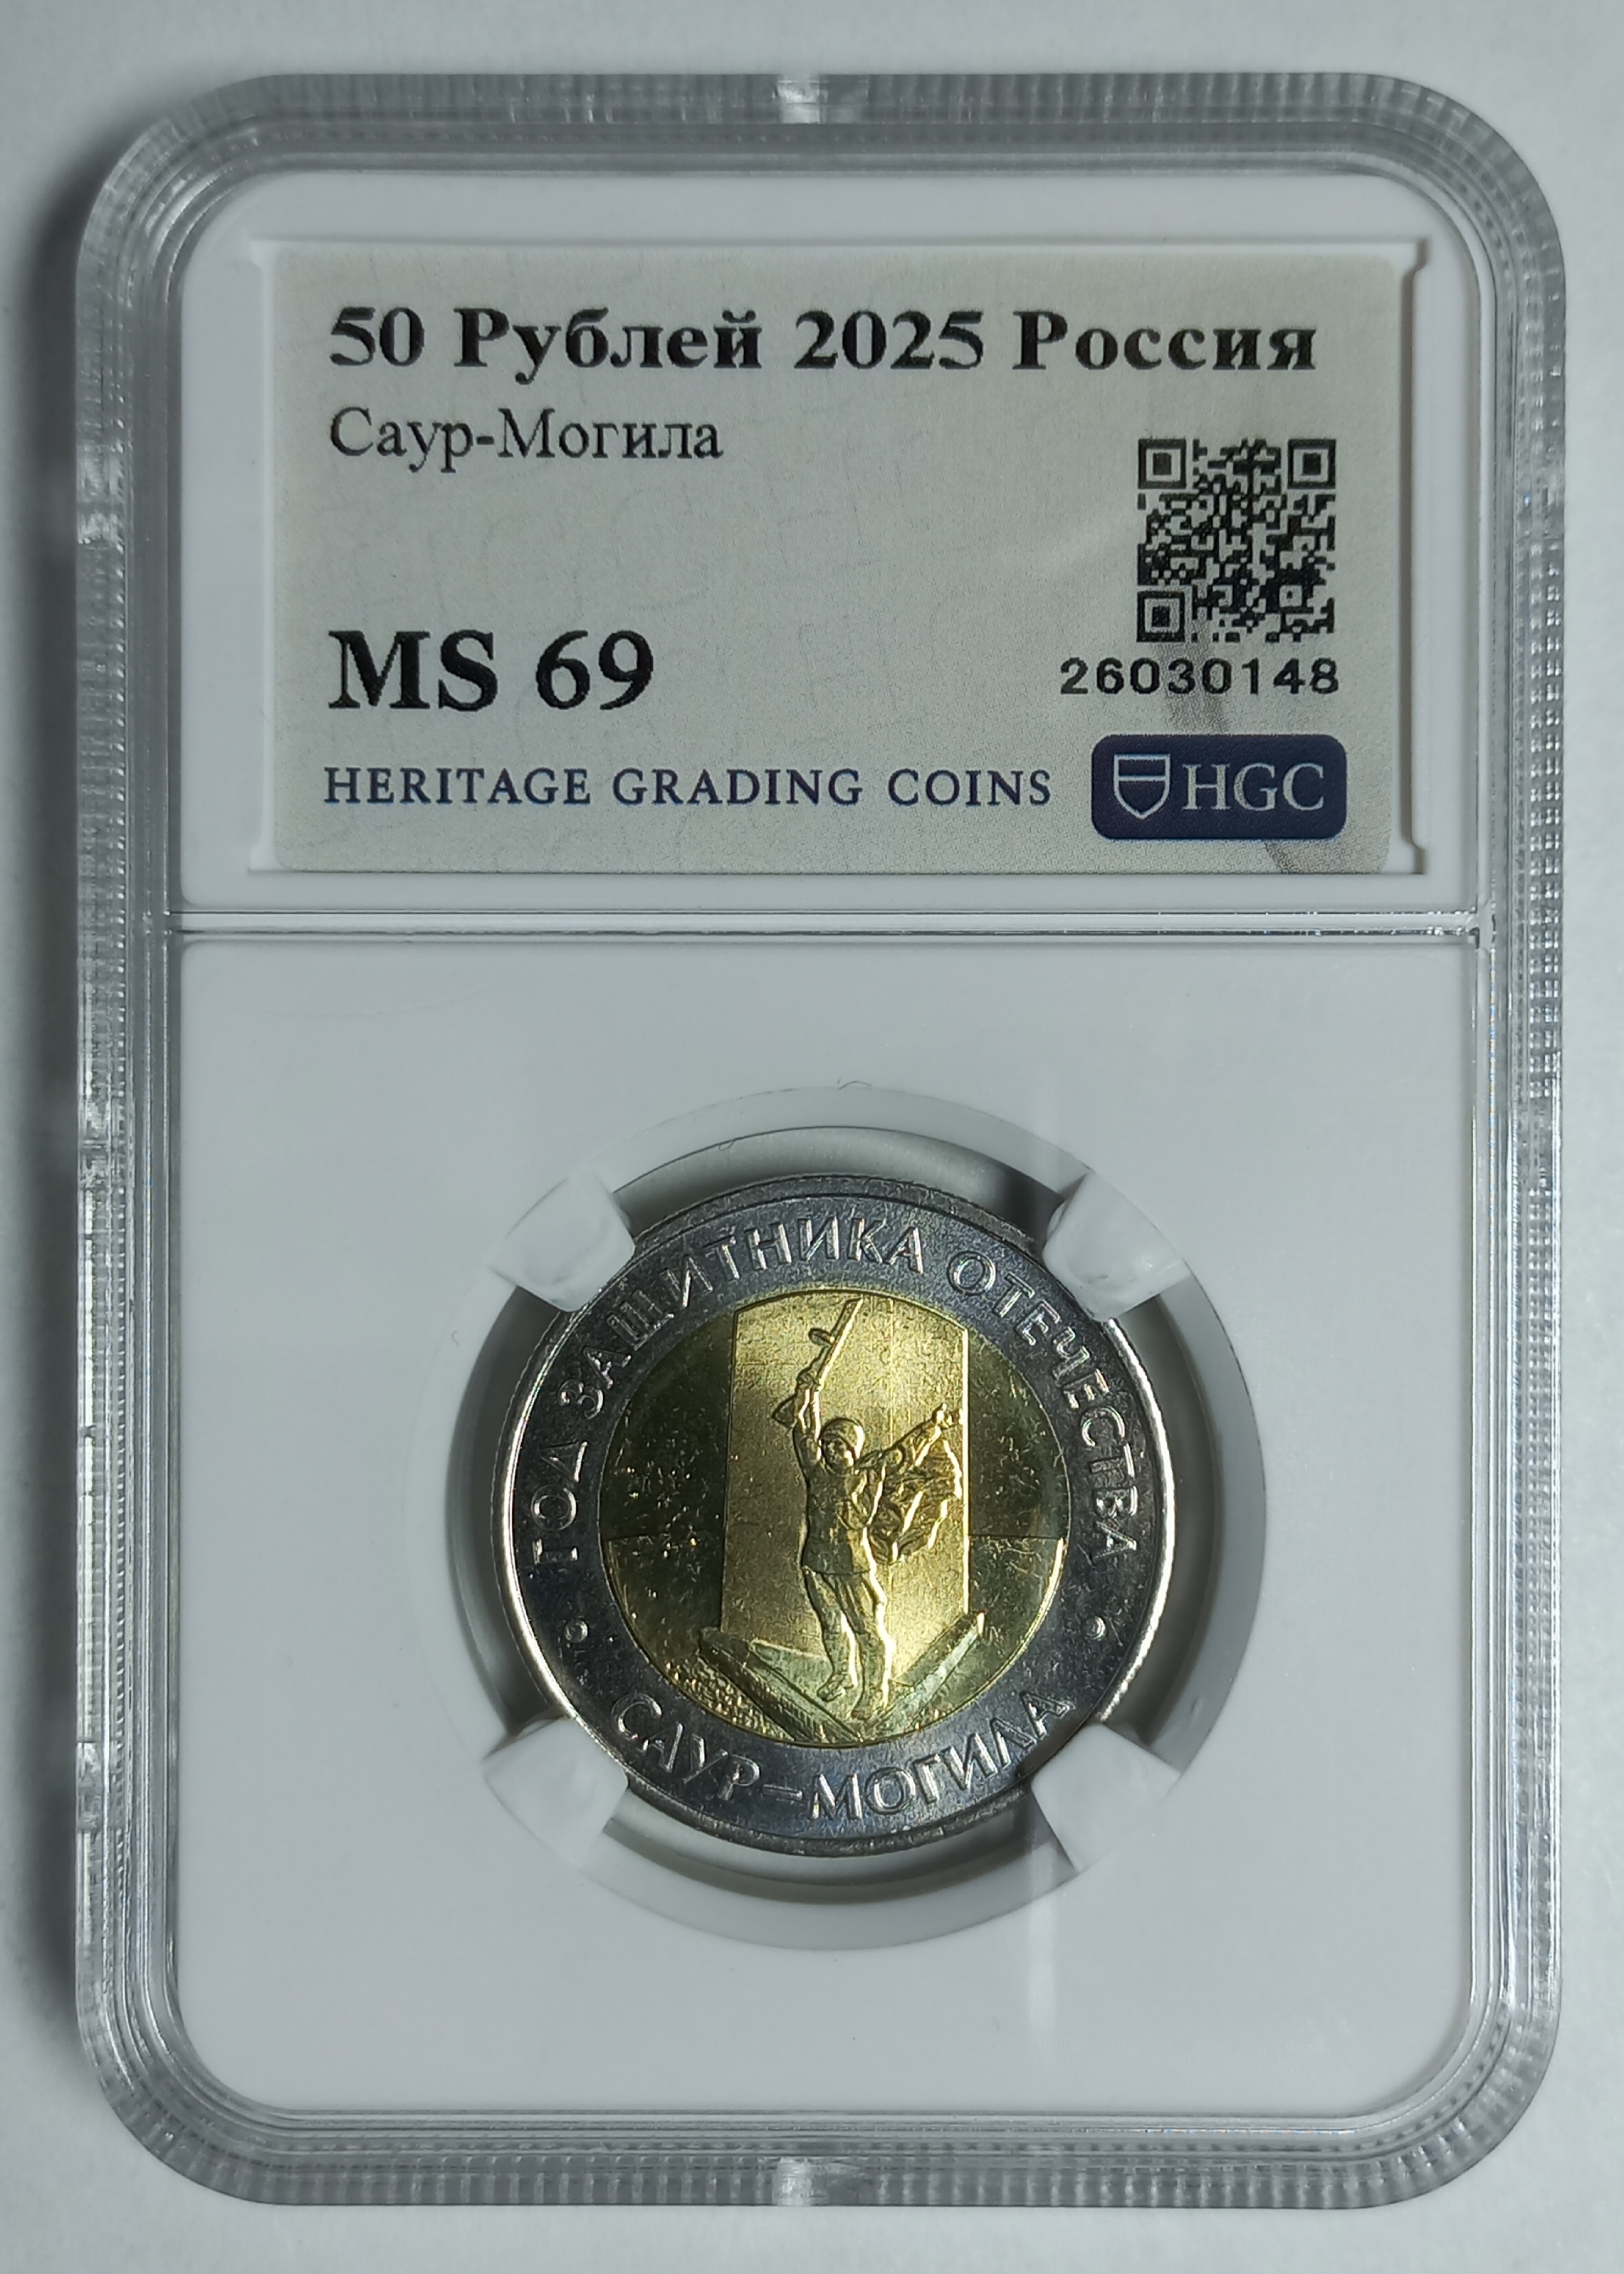 50 Рублей 2025 Россия
Саур-Могила
MS 69
26030148
HERITAGE GRADING COINS
HGC
• ГОД ЗАЩИТНИКА ОТЕЧЕСТВА •
САУР-МОГИЛА